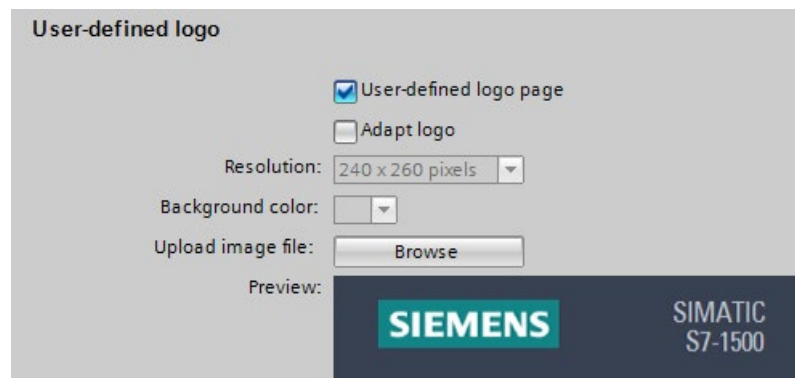 User-defined logo
User-defined logo page
Adapt logo
Resolution: 240 x 260 pixels
Background color:
Upload image file: Browse
Preview:
SIEMENS
SIMATIC
S7-1500